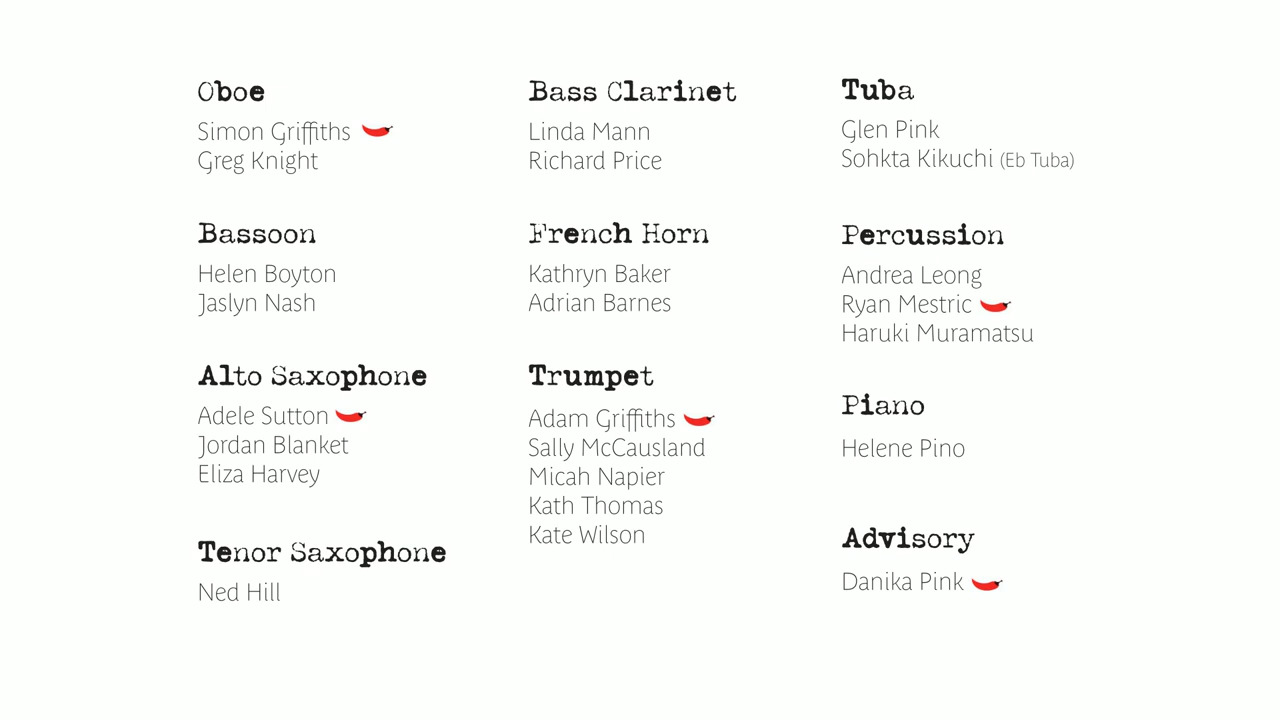 Oboe
Simon Griffiths
Greg Knight
Bassoon
Helen Boyton
Jaslyn Nash
Alto Saxophone
Adele Sutton
Jordan Blanket
Eliza Harvey
Tenor Saxophone
Ned Hill
Bass Clarinet
Linda Mann
Richard Price
French Horn
Kathryn Baker
Adrian Barnes
Trumpet
Adam Griffiths
Sally McCausland
Micah Napier
Kath Thomas
Kate Wilson
Tuba
Glen Pink
Sohkta Kikuchi (Eb Tuba)
Percussion
Andrea Leong
Ryan Mestric
Haruki Muramatsu
Piano
Helene Pino
Advisory
Danika Pink